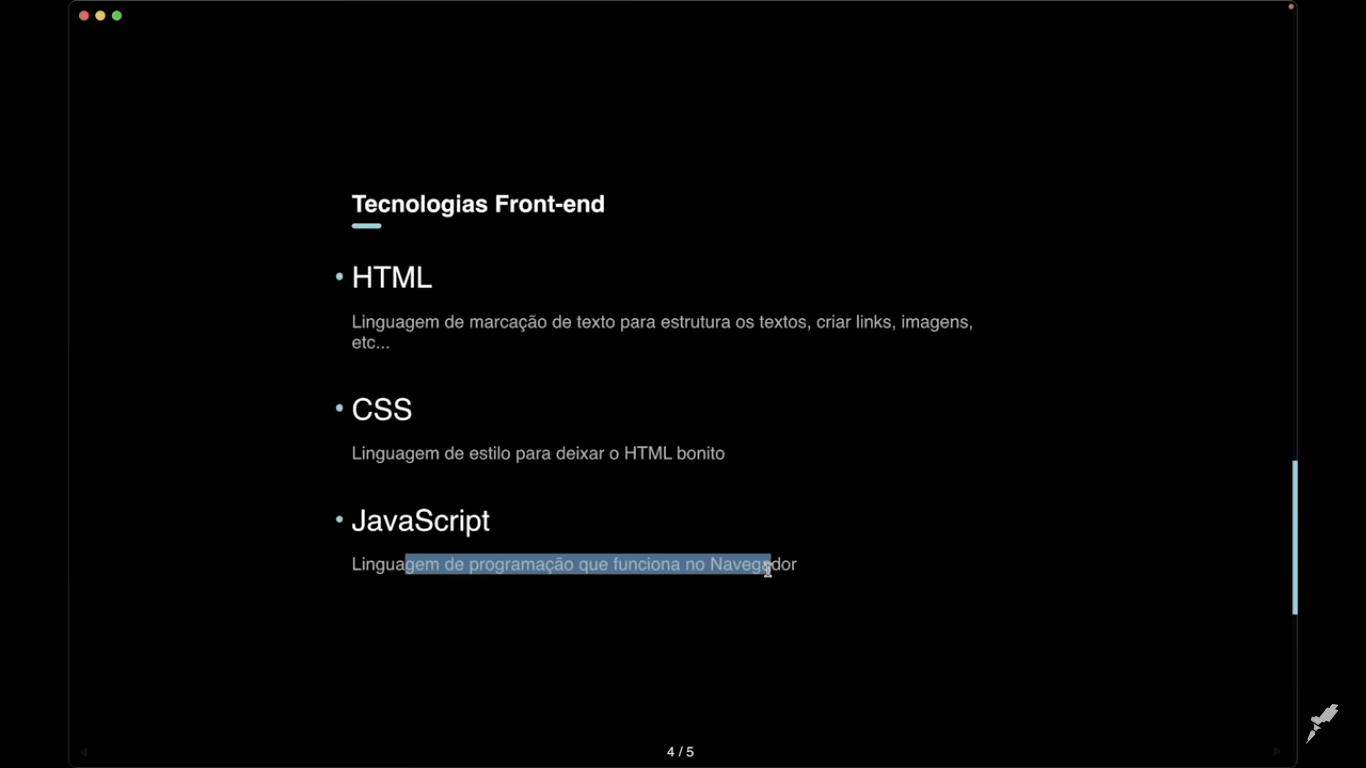 Tecnologias Front-end
• HTML
Linguagem de marcação de texto para estrutura os textos, criar links, imagens,
etc...
• CSS
Linguagem de estilo para deixar o HTML bonito
• JavaScript
Linguagem de programação que funciona no Navegador
4 / 5